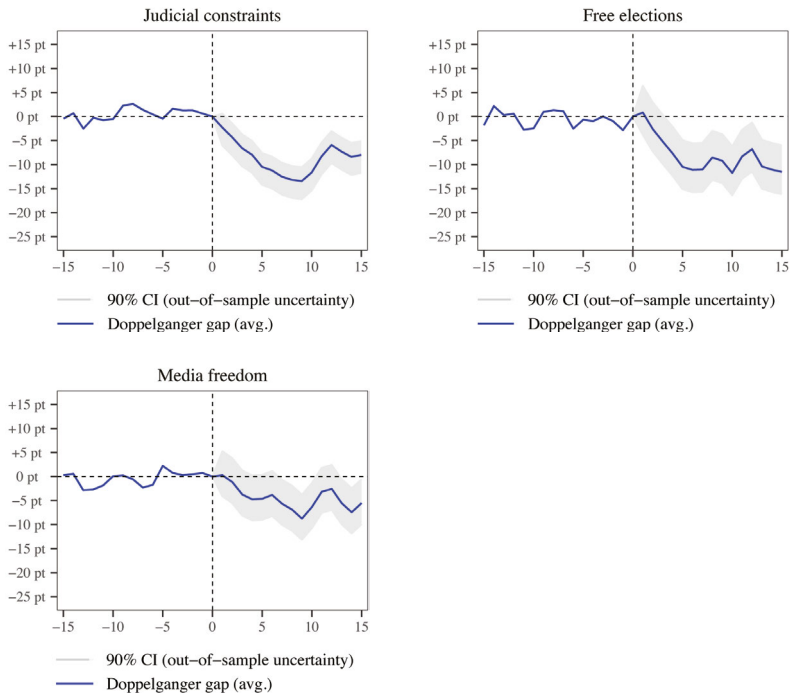 Judicial constraints
+15 pt
+10 pt
+5 pt
0 pt
−5 pt
−10 pt
−15 pt
−20 pt
−25 pt
−15 −10 −5 0 5 10 15
90% CI (out−of−sample uncertainty)
Doppelganger gap (avg.)
Free elections
+15 pt
+10 pt
+5 pt
0 pt
−5 pt
−10 pt
−15 pt
−20 pt
−25 pt
−15 −10 −5 0 5 10 15
90% CI (out−of−sample uncertainty)
Doppelganger gap (avg.)
Media freedom
+15 pt
+10 pt
+5 pt
0 pt
−5 pt
−10 pt
−15 pt
−20 pt
−25 pt
−15 −10 −5 0 5 10 15
90% CI (out−of−sample uncertainty)
Doppelganger gap (avg.)